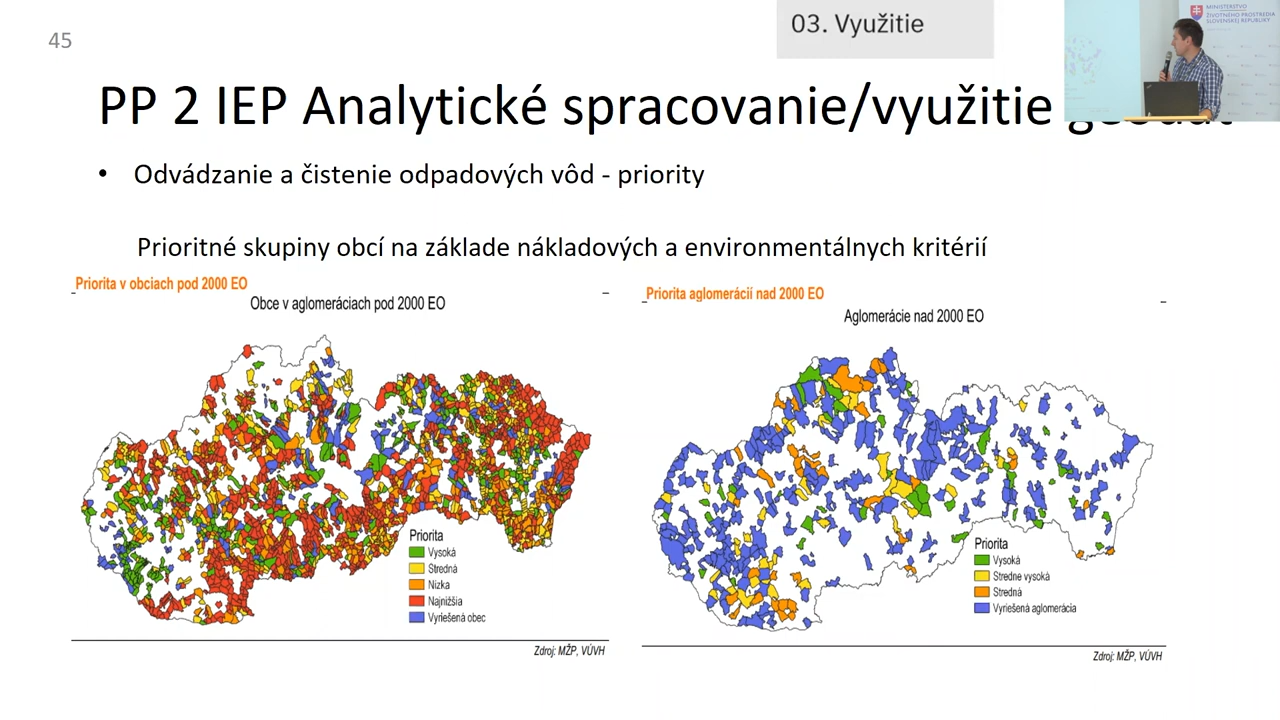 45
03. Využitie
MINISTERSTVO
ŽIVOTNÉHO PROSTREDIA
SLOVENSKEJ REPUBLIKY
PP 2 IEP Analytické spracovanie/využitie
• Odvádzanie a čistenie odpadových vôd - priority
Prioritné skupiny obcí na základe nákladových a environmentálnych kritérií
Priorita v obciach pod 2000 EO
Obce v aglomeráciach pod 2000 EO
Priorita
Vysoká
Stredná
Nízka
Najnižšia
Vyriešená obec
Zdroj: MŽP, VÚVH
Priorita aglomerácií nad 2000 EO
Aglomerácie nad 2000 EO
Priorita
Vysoká
Stredne vysoká
Stredná
Vyriešená aglomerácia
Zdroj: MŽP, VÚVH